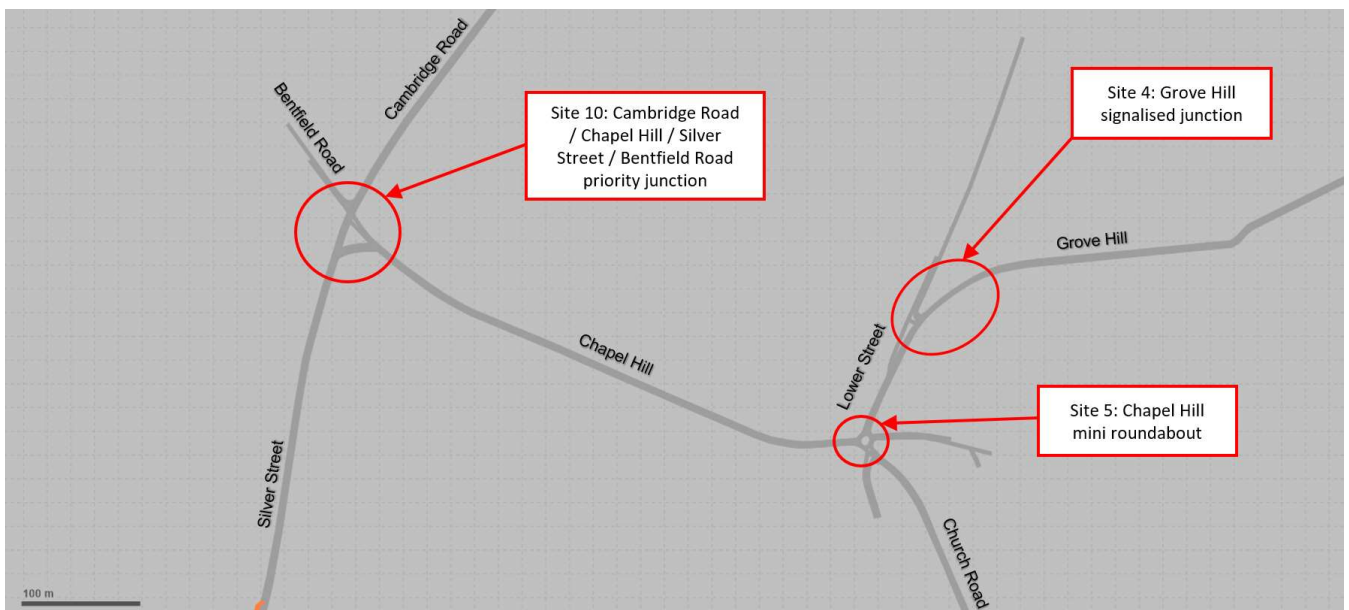 Cambridge Road
Bentfield Road
Site 10: Cambridge Road
/ Chapel Hill / Silver
Street / Bentfield Road
priority junction
Site 4: Grove Hill
signalised junction
Grove Hill
Chapel Hill
Lower Street
Site 5: Chapel Hill
mini roundabout
Silver Street
Church Road
100 m